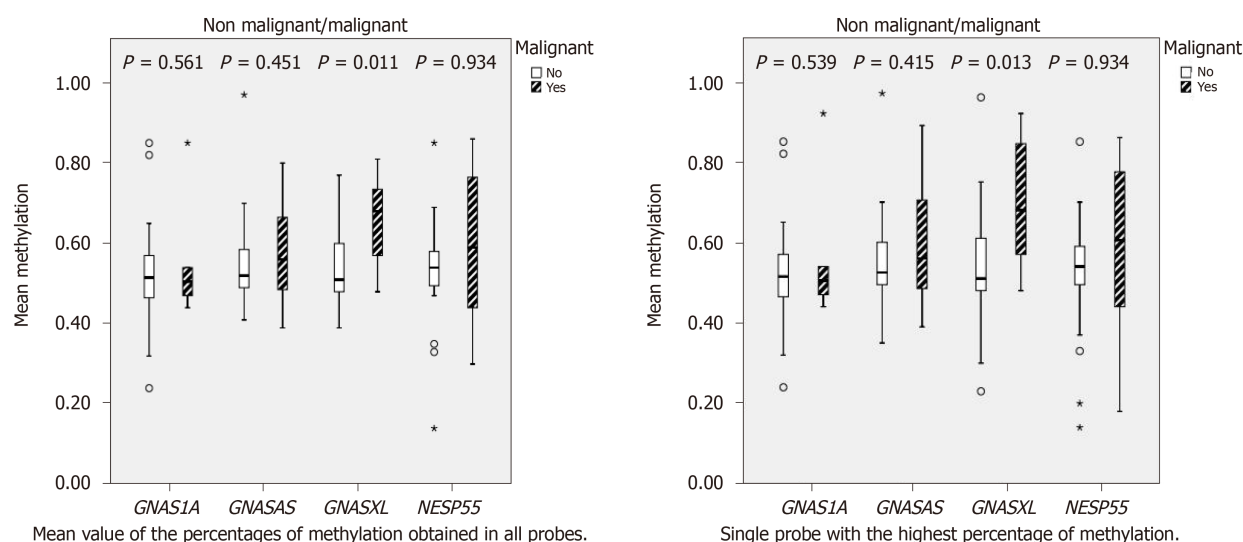 Non malignant/malignant
P = 0.561 P = 0.451 P = 0.011 P = 0.934
Malignant
No
Yes
1.00
0.80
0.60
0.40
0.20
0.00
Mean methylation
GNAS1A GNASAS GNASXL NESP55
Mean value of the percentages of methylation obtained in all probes.
Non malignant/malignant
P = 0.539 P = 0.415 P = 0.013 P = 0.934
Malignant
No
Yes
1.00
0.80
0.60
0.40
0.20
0.00
Mean methylation
GNAS1A GNASAS GNASXL NESP55
Single probe with the highest percentage of methylation.